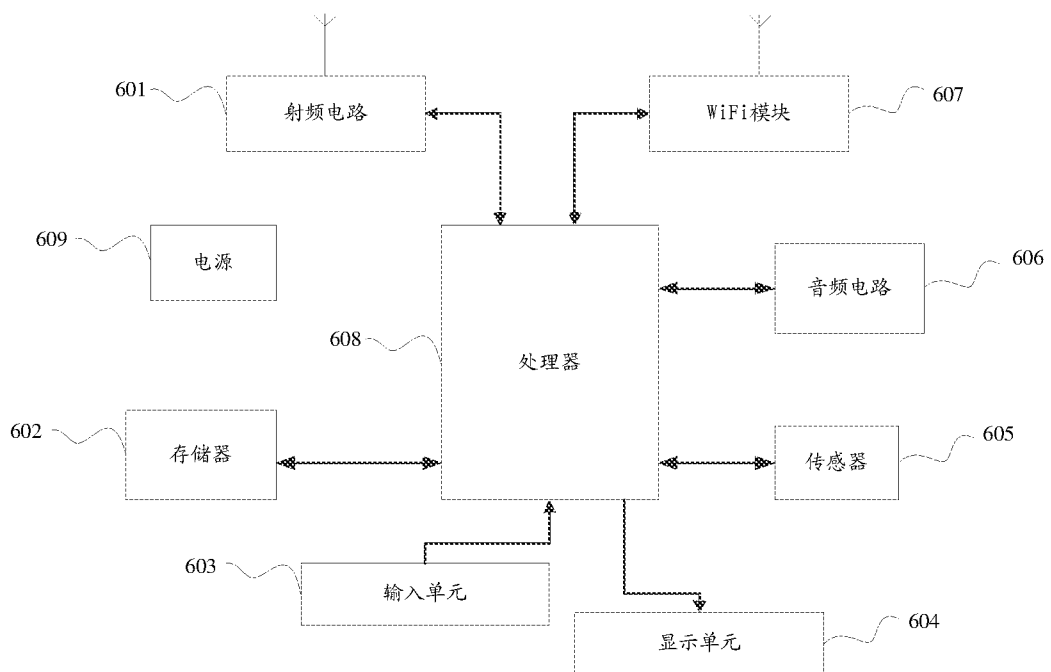 601
射频电路
WiFi模块
607
609
电源
音频电路
606
608
处理器
602
存储器
传感器
605
603
输入单元
显示单元
604